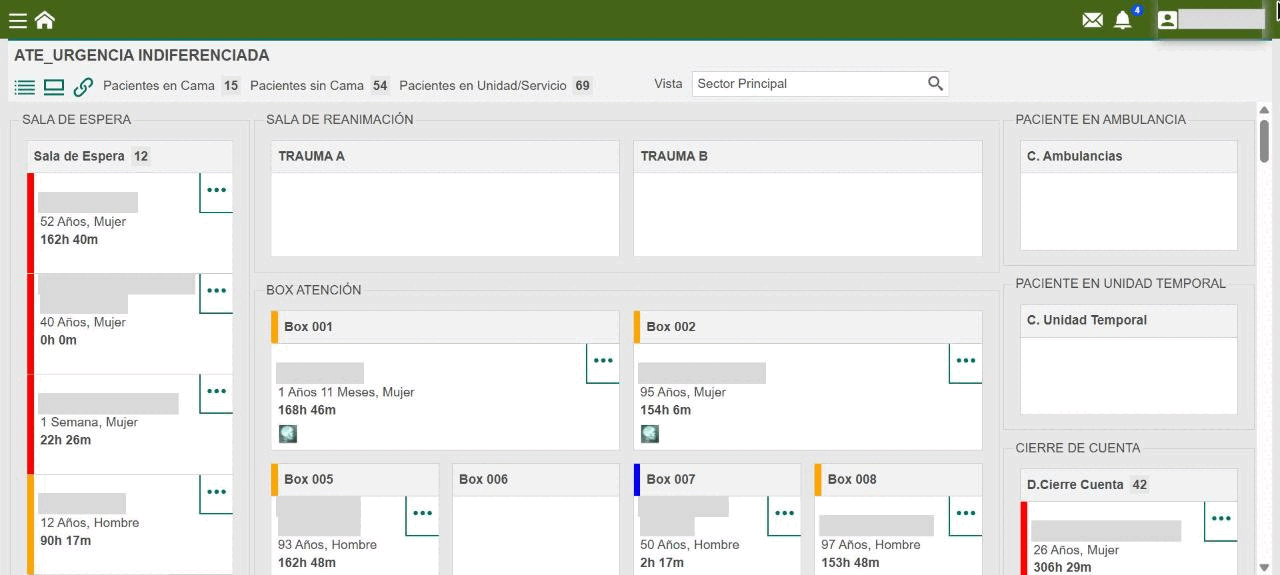 4
ATE_URGENCIA INDIFERENCIADA
Pacientes en Cama 15 Pacientes sin Cama 54 Pacientes en Unidad/Servicio 69 Vista Sector Principal
SALA DE ESPERA
Sala de Espera 12
52 Años, Mujer
162h 40m
40 Años, Mujer
0h 0m
1 Semana, Mujer
22h 26m
12 Años, Hombre
90h 17m
SALA DE REANIMACIÓN
TRAUMA A
TRAUMA B
BOX ATENCIÓN
Box 001
1 Años 11 Meses, Mujer
168h 46m
Box 002
95 Años, Mujer
154h 6m
Box 005
93 Años, Hombre
162h 48m
Box 006
Box 007
50 Años, Hombre
2h 17m
Box 008
97 Años, Hombre
153h 48m
PACIENTE EN AMBULANCIA
C. Ambulancias
PACIENTE EN UNIDAD TEMPORAL
C. Unidad Temporal
CIERRE DE CUENTA
D.Cierre Cuenta 42
26 Años, Mujer
306h 29m